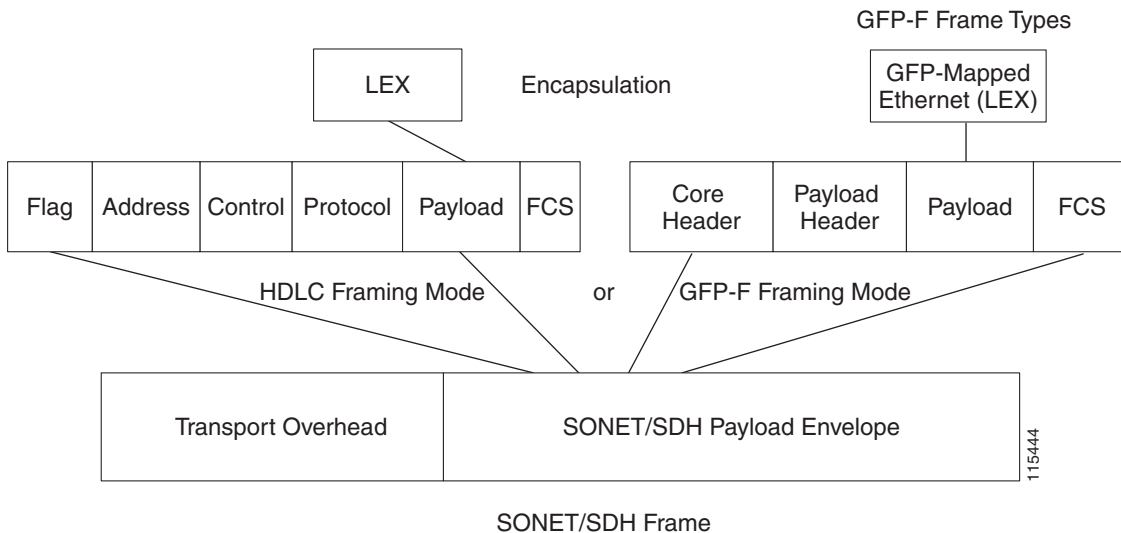 GFP-F Frame Types
LEX
Encapsulation
GFP-Mapped
Ethernet (LEX)
Flag
Address
Control
Protocol
Payload
FCS
Core
Header
Payload
Header
Payload
FCS
HDLC Framing Mode
or
GFP-F Framing Mode
Transport Overhead
SONET/SDH Payload Envelope
115444
SONET/SDH Frame